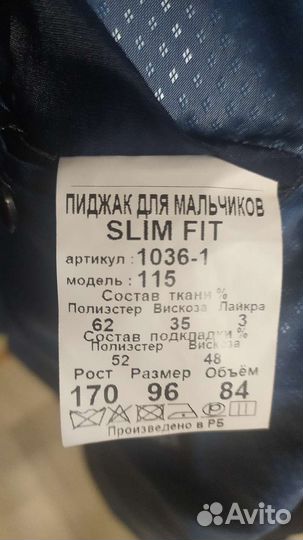 ПИДЖАК ДЛЯ МАЛЬЧИКОВ
SLIM FIT
артикул : 1036-1
модель : 115
Состав ткани %
Полиэстер Вискоза Лайкра
62 35 3
Состав подкладки %
Полиэстер Вискоза
52 48
Рост Размер Объём
170 96 84
Произведено в РБ
Avito